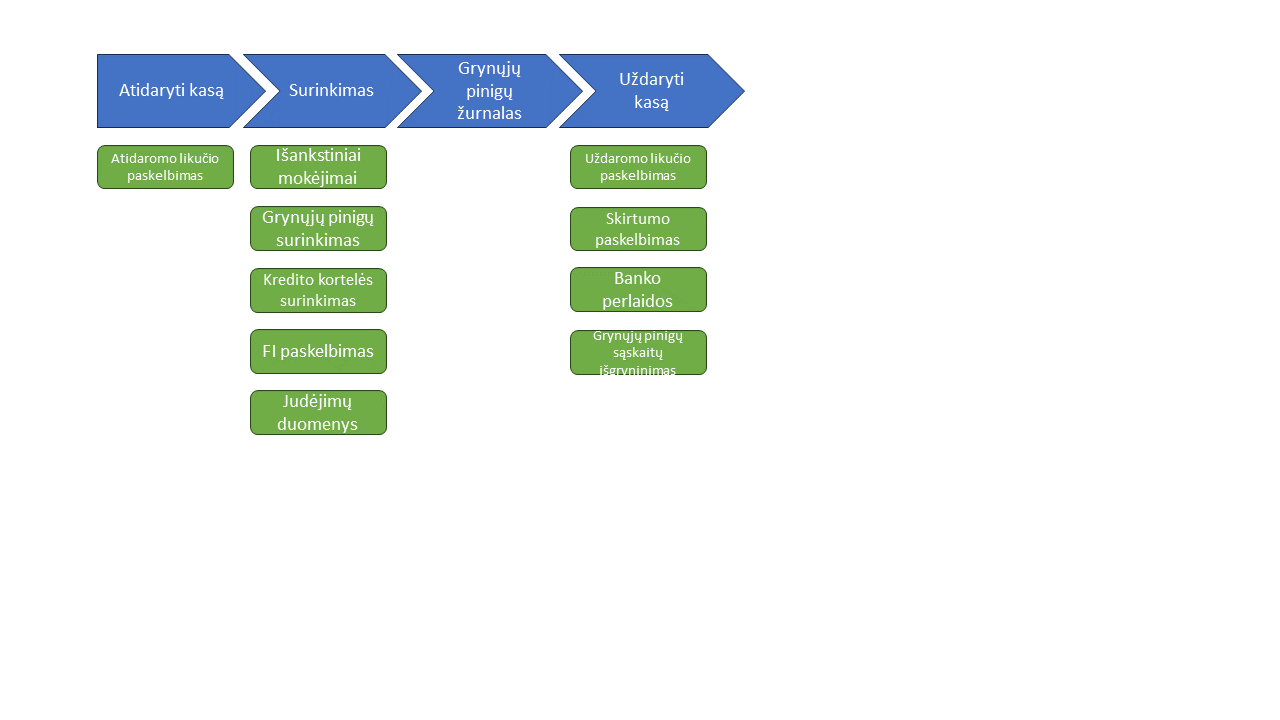 Atidaryti kasą
Surinkimas
Grynųjų
pinigų
žurnalas
Uždaryti
kasą
Atidaromo likučio
paskelbimas
Išankstiniai
mokėjimai
Grynųjų pinigų
surinkimas
Kredito kortelės
surinkimas
FI paskelbimas
Judėjimų
duomenys
Uždaromo likučio
paskelbimas
Skirtumo
paskelbimas
Banko
perlaidos
Grynųjų pinigų
sąskaitų
išgryninimas